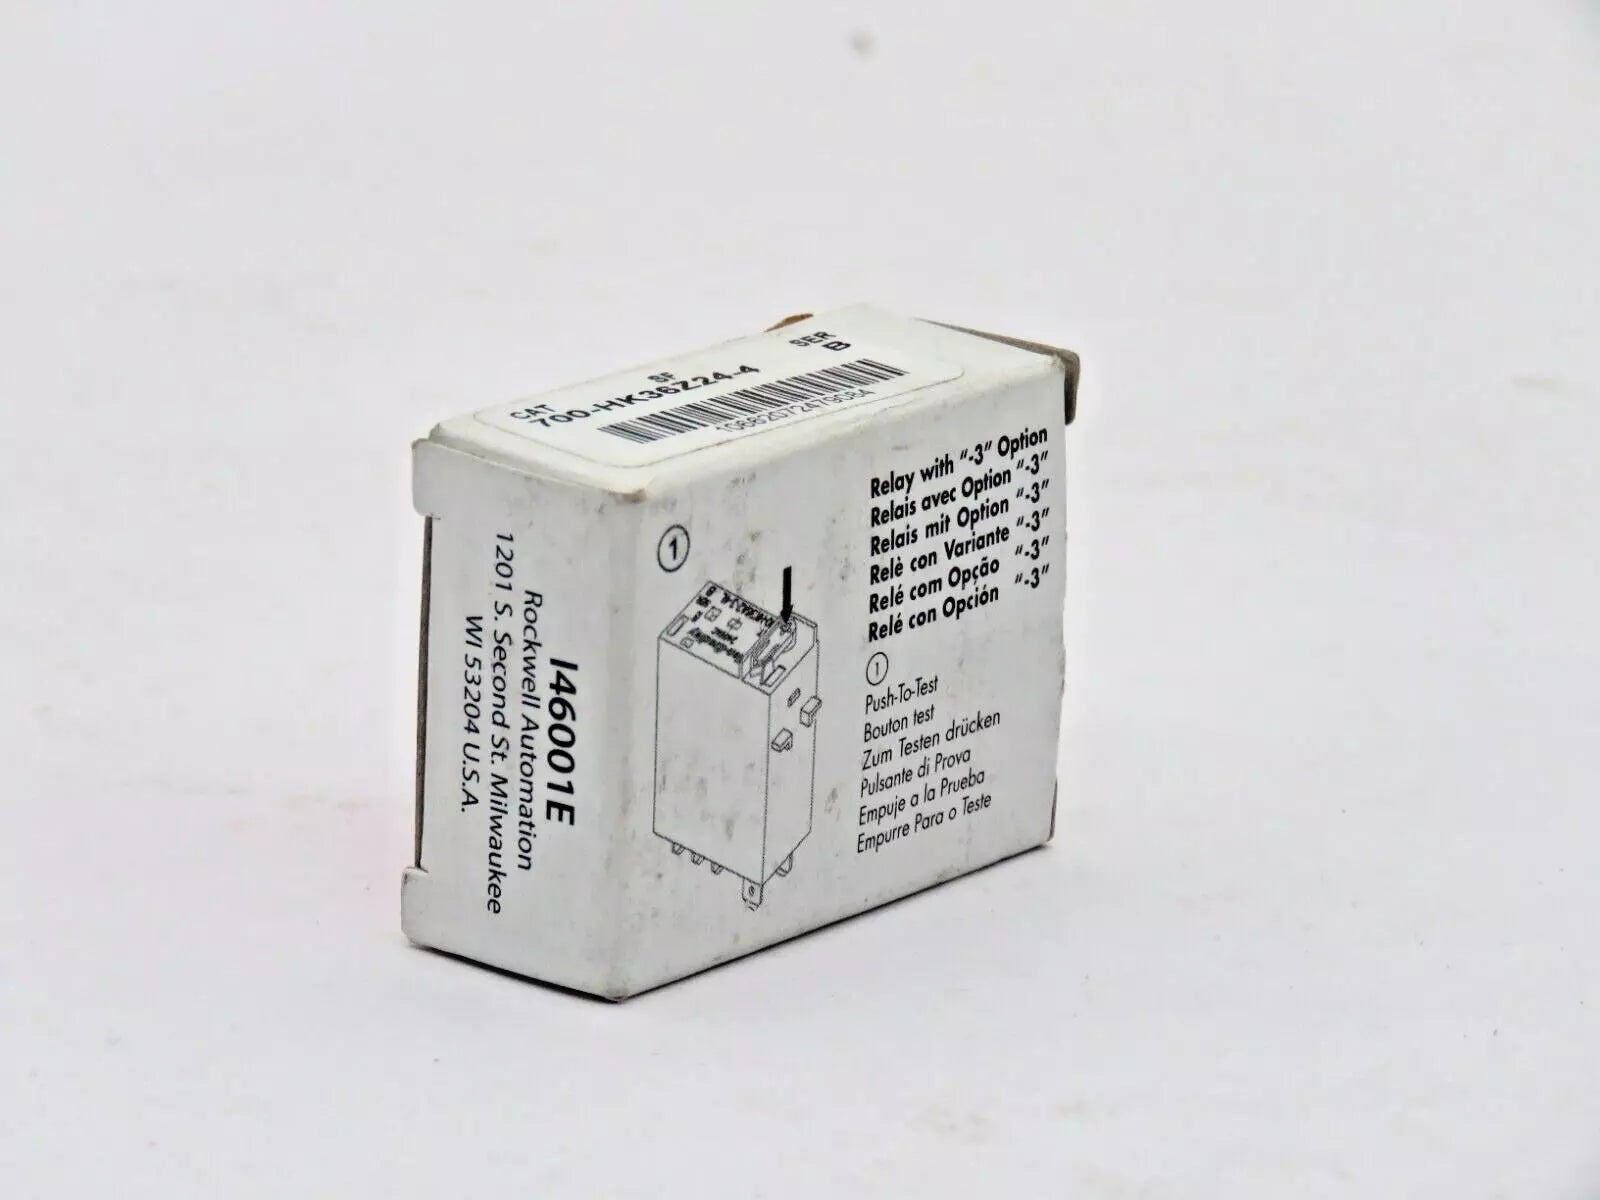 CAT
SF
SER
700-HK36Z24-4
B
10662072479084
1
Relay with “-3” Option
Relais avec Option “-3”
Relais mit Option “-3”
Relè con Variante “-3”
Relé com Opção “-3”
Relé con Opción “-3”
1
Push-To-Test
Bouton test
Zum Testen drücken
Pulsante di Prova
Empuje a la Prueba
Empurre Para o Teste
I46001E
Rockwell Automation
1201 S. Second St. Milwaukee
WI 53204 U.S.A.